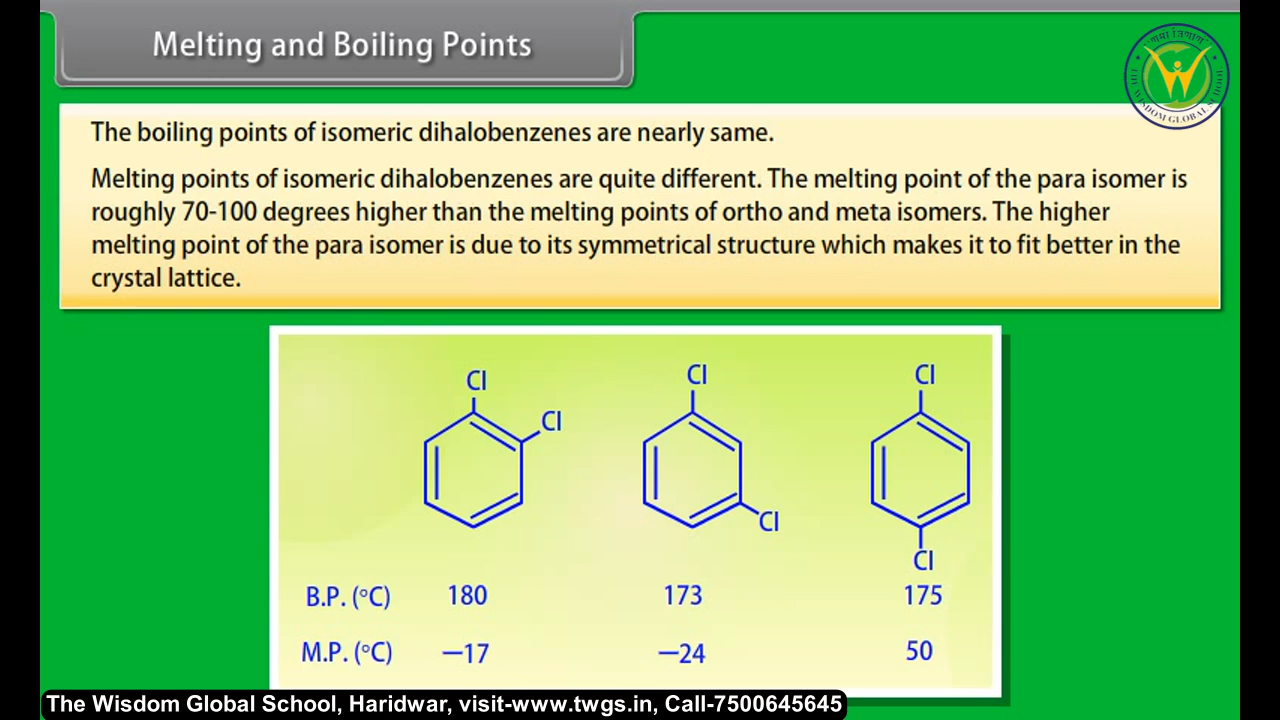 Melting and Boiling Points
THE WISDOM GLOBAL SCHOOL
The boiling points of isomeric dihalobenzenes are nearly same.
Melting points of isomeric dihalobenzenes are quite different. The melting point of the para isomer is
roughly 70-100 degrees higher than the melting points of ortho and meta isomers. The higher
melting point of the para isomer is due to its symmetrical structure which makes it to fit better in the
crystal lattice.
Cl
Cl
Cl
Cl
Cl
Cl
B.P. (°C) 180 173 175
M.P. (°C) –17 –24 50
The Wisdom Global School, Haridwar, visit-www.twgs.in, Call-7500645645